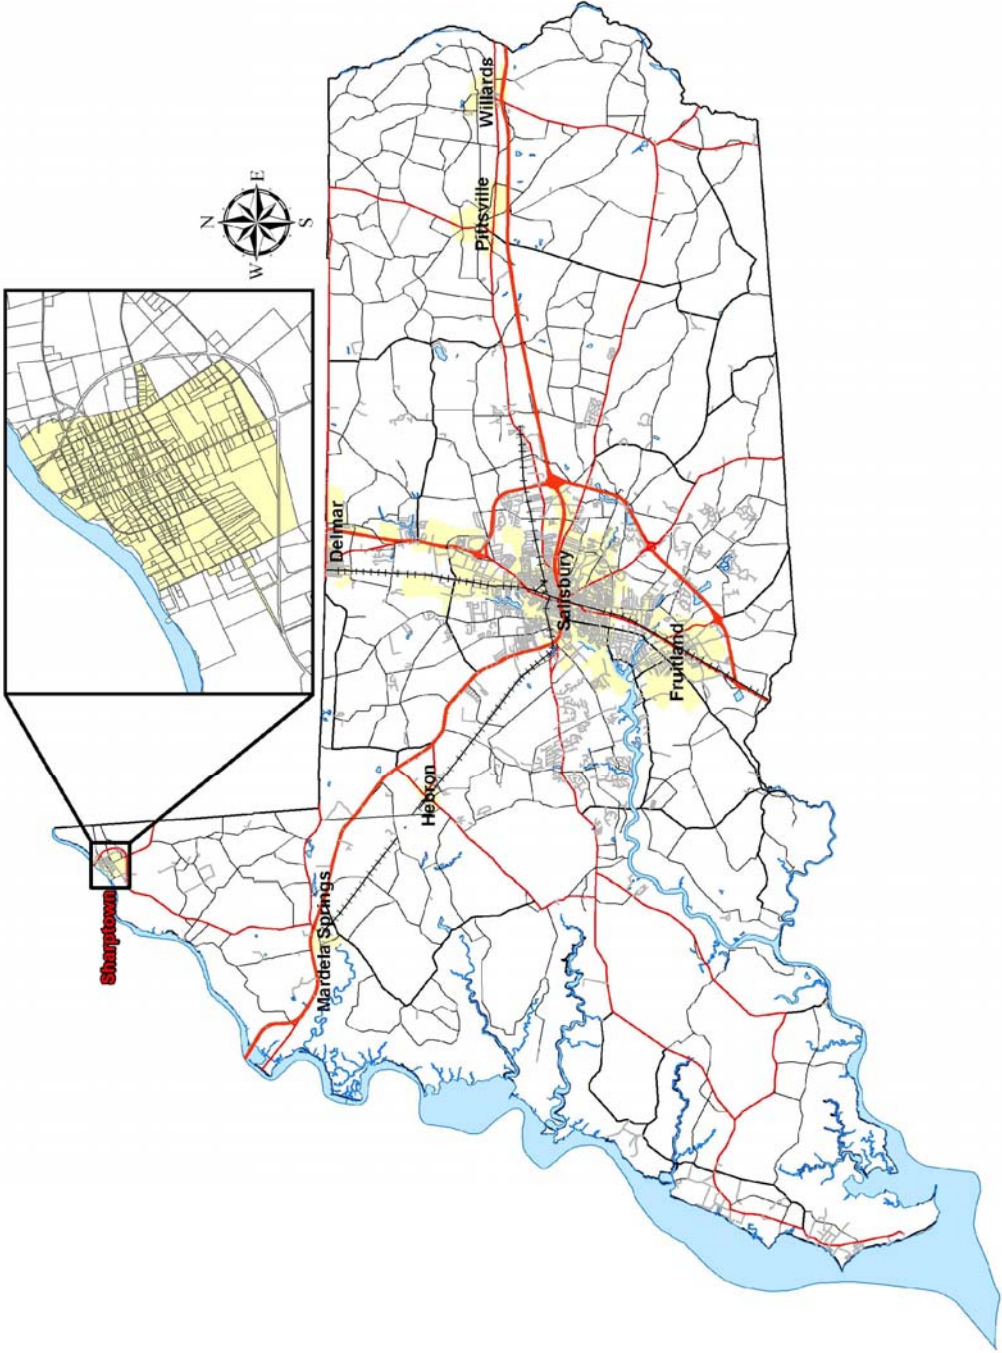 Sharptown
N
W
E
S
Mardela Springs
Delmar
Hebron
Pittsville
Willards
Salisbury
Fruitland